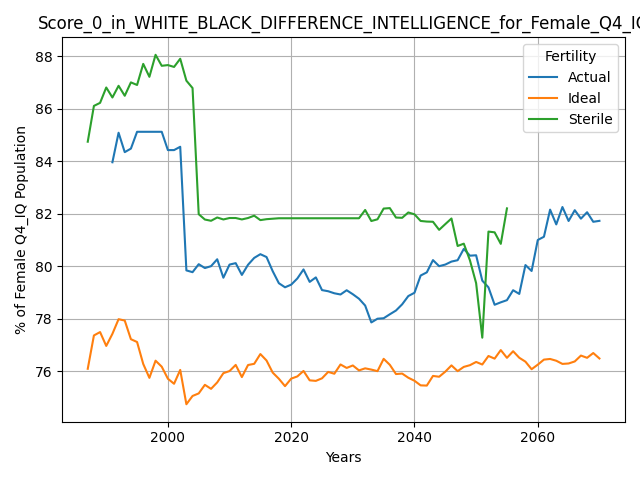 Score_0_in_WHITE_BLACK_DIFFERENCE_INTELLIGENCE_for_Female_Q4_IQ
88
86
84
82
80
78
76
% of Female Q4_IQ Population
Fertility
Actual
Ideal
Sterile
2000
2020
2040
2060
Years